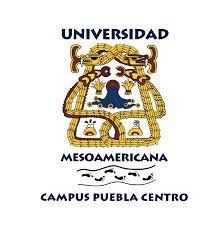 UNIVERSIDAD
MESOAMERICANA
CAMPUS PUEBLA CENTRO